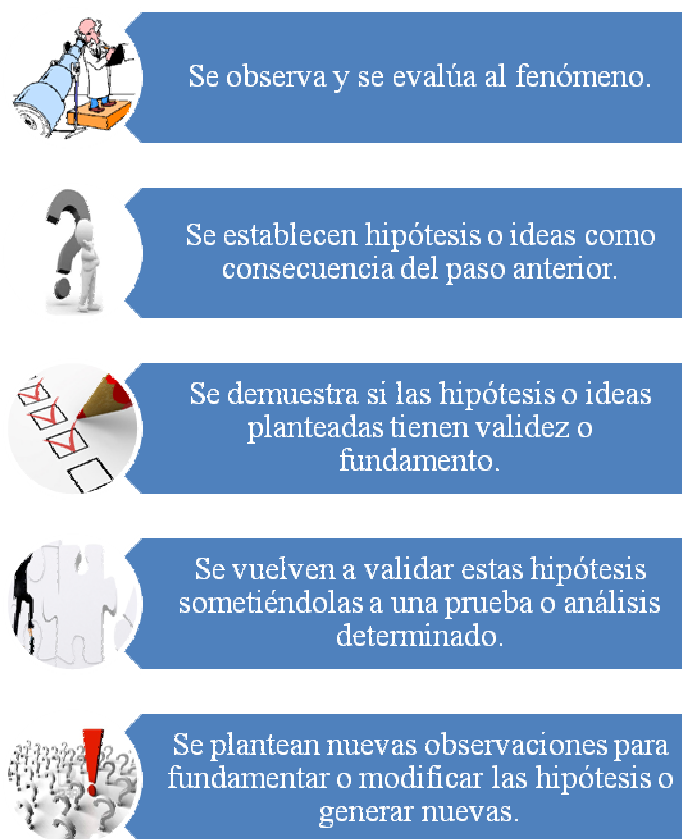 Se observa y se evalúa al fenómeno.
Se establecen hipótesis o ideas como
consecuencia del paso anterior.
Se demuestra si las hipótesis o ideas
planteadas tienen validez o
fundamento.
Se vuelven a validar estas hipótesis
sometiéndolas a una prueba o análisis
determinado.
Se plantean nuevas observaciones para
fundamentar o modificar las hipótesis o
generar nuevas.